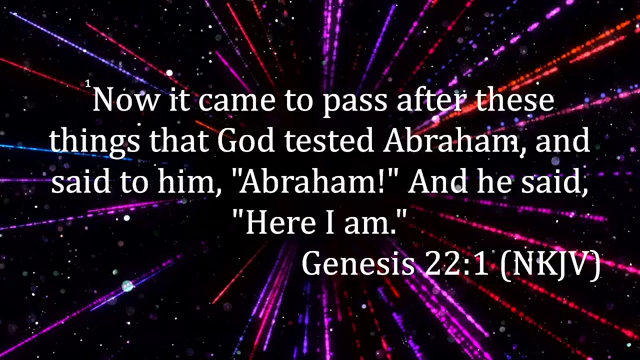 ¹Now it came to pass after these
things that God tested Abraham, and
said to him, "Abraham!" And he said,
"Here I am."
Genesis 22:1 (NKJV)